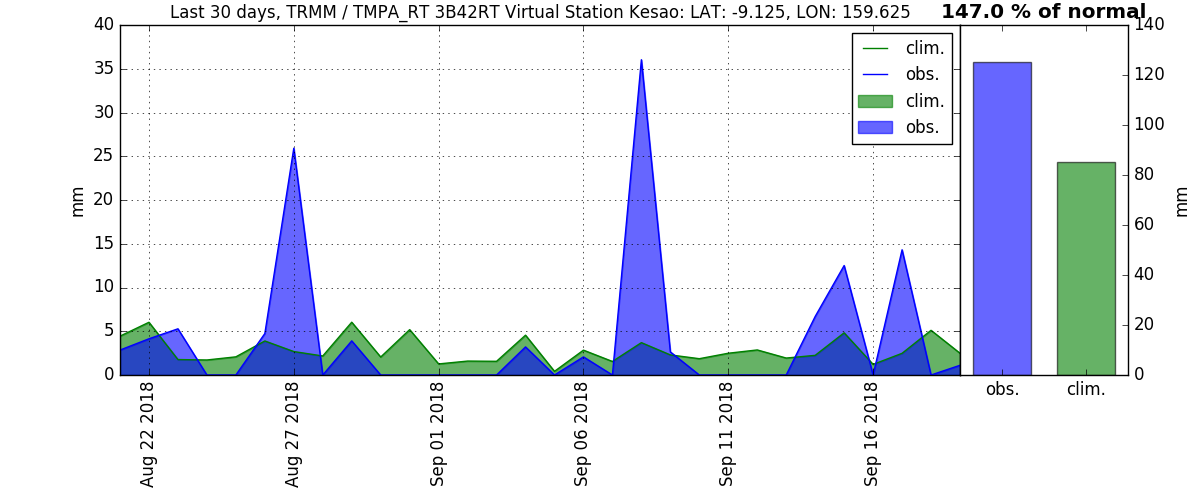 Last 30 days, TRMM / TMPA_RT 3B42RT Virtual Station Kesao: LAT: -9.125, LON: 159.625
147.0 % of normal
40
35
30
25
20
15
10
5
0
mm
clim.
obs.
clim.
obs.
140
120
100
80
60
40
20
0
mm
Aug 22 2018
Aug 27 2018
Sep 01 2018
Sep 06 2018
Sep 11 2018
Sep 16 2018
obs.
clim.